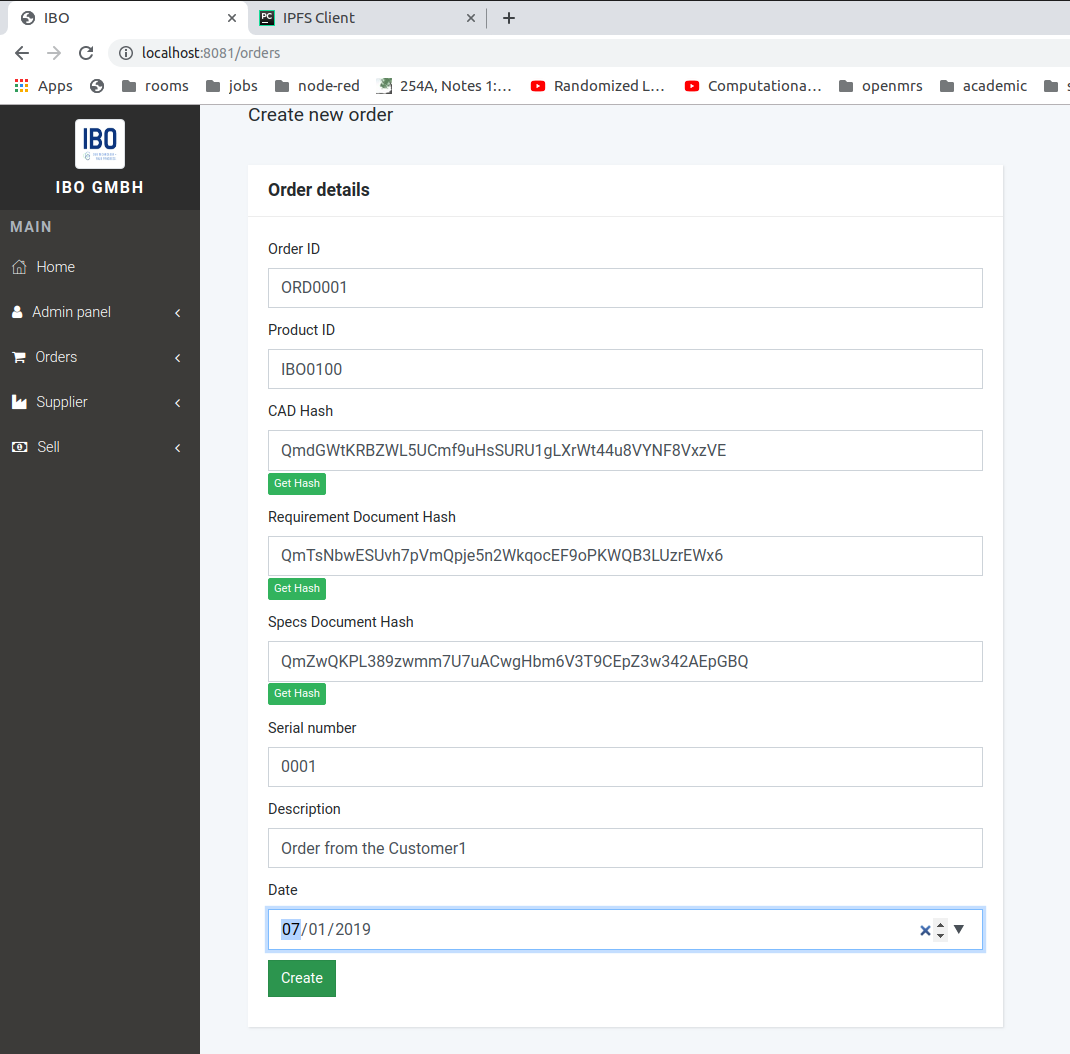 IBO
IPFS Client
localhost:8081/orders
Apps
rooms
jobs
node-red
254A, Notes 1:...
Randomized L...
Computationa...
openmrs
academic
IBO
IBO GMBH
MAIN
Home
Admin panel
Orders
Supplier
Sell
Create new order
Order details
Order ID
ORD0001
Product ID
IBO0100
CAD Hash
QmdGWtKRBZWL5UCmf9uHsSURU1gLXrWt44u8VYNF8VxzVE
Get Hash
Requirement Document Hash
QmTsNbwESUvh7pVmQpje5n2WkqocEF9oPKWQB3LUzrEWx6
Get Hash
Specs Document Hash
QmZwQKPL389zwmm7U7uACwgHbm6V3T9CEpZ3w342AEpGBQ
Get Hash
Serial number
0001
Description
Order from the Customer1
Date
07/01/2019
Create